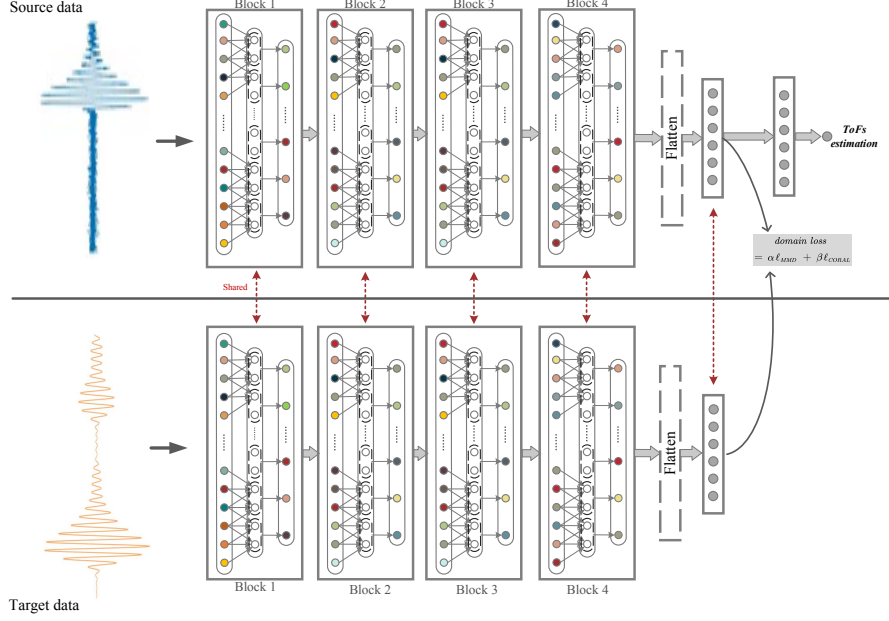 Source data
Block 1
Block 2
Block 3
Block 4
Flatten
ToFs
estimation
domain loss
= αℓMMD + βℓCORAL
Shared
Flatten
Block 1
Block 2
Block 3
Block 4
Target data